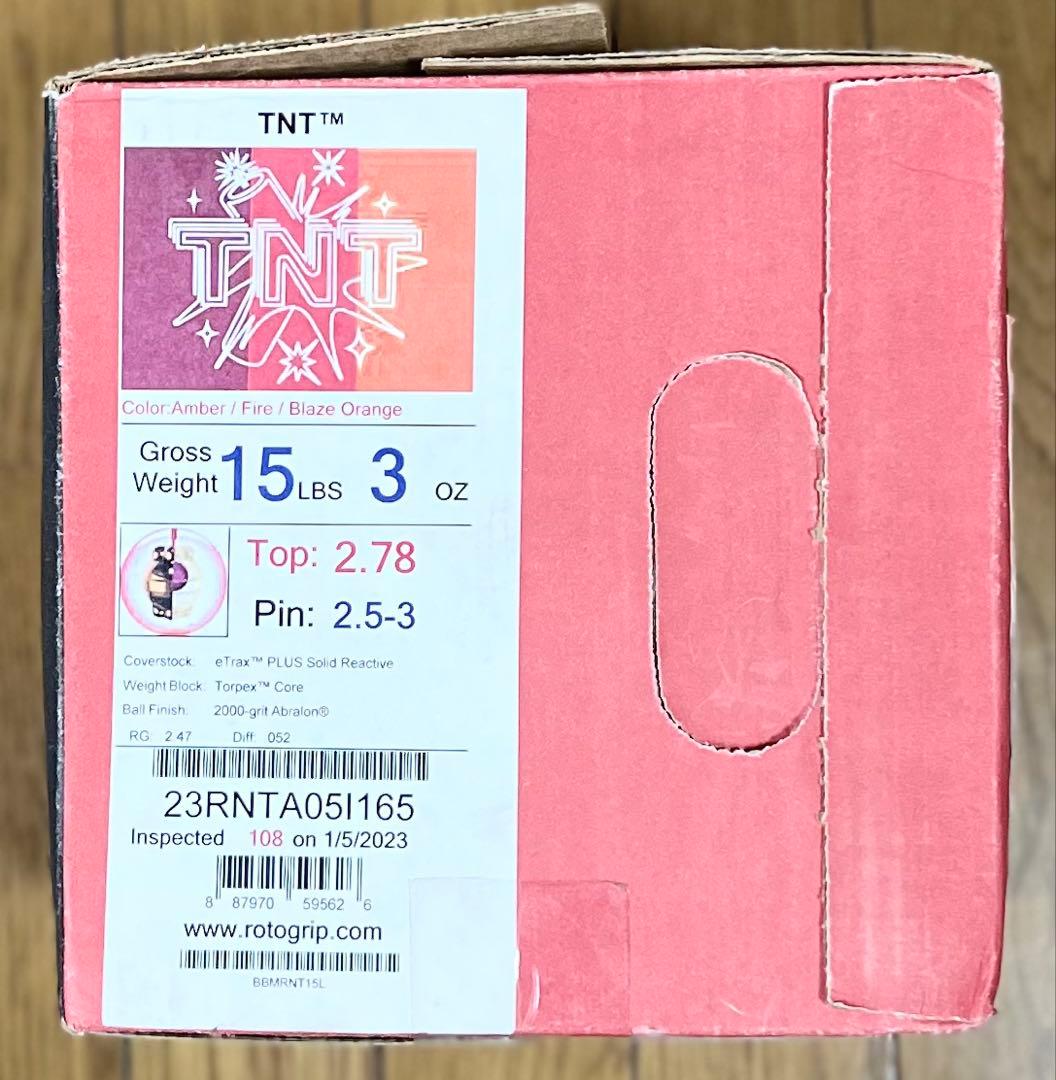 TNT™
TNT
Color:Amber / Fire / Blaze Orange
Gross Weight 15 LBS 3 OZ
Top: 2.78
Pin: 2.5-3
Coverstock: eTrax™ PLUS Solid Reactive
Weight Block: Torpex™ Core
Ball Finish: 2000-grit Abralon®
RG: 2.47 Diff: .052
23RNTA05I165
Inspected 108 on 1/5/2023
8 87970 59562 6
www.rotogrip.com
BBMRNT15L